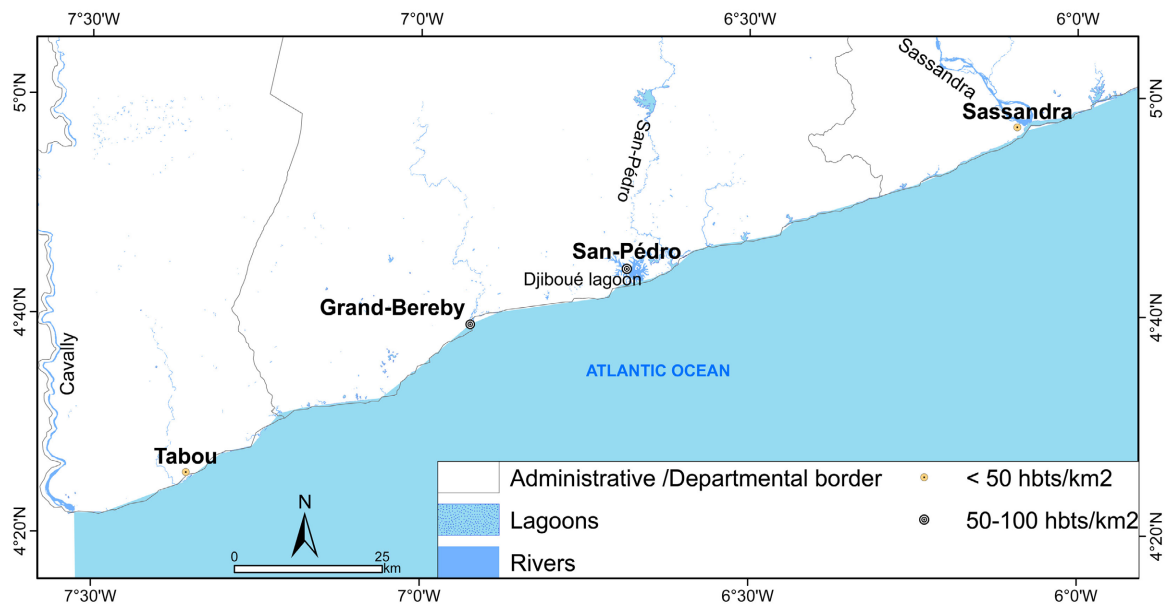 7°30'W
7°0'W
6°30'W
6°0'W
5°0'N
5°0'N
Sassandra
Sassandra
San-Pédro
San-Pédro
Djiboué lagoon
Grand-Bereby
4°40'N
4°40'N
Cavally
ATLANTIC OCEAN
Tabou
Administrative /Departmental border
< 50 hbts/km2
Lagoons
50-100 hbts/km2
Rivers
N
0
25
km
4°20'N
4°20'N
7°30'W
7°0'W
6°30'W
6°0'W